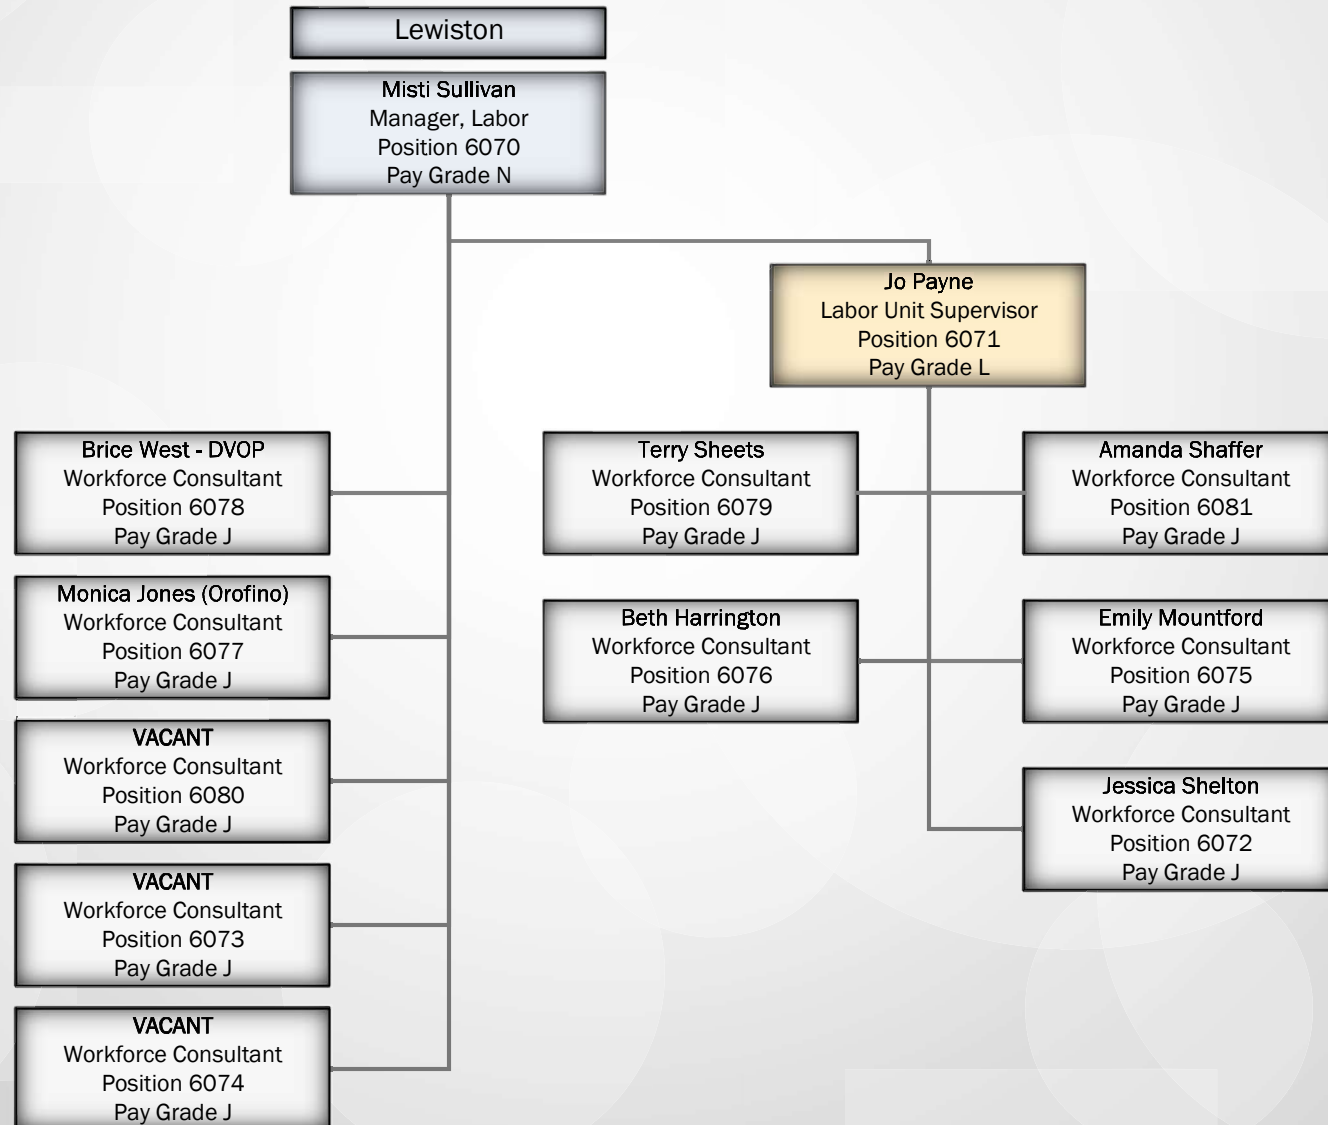 Lewiston
Misti Sullivan
Manager, Labor
Position 6070
Pay Grade N
Jo Payne
Labor Unit Supervisor
Position 6071
Pay Grade L
Brice West - DVOP
Workforce Consultant
Position 6078
Pay Grade J
Monica Jones (Orofino)
Workforce Consultant
Position 6077
Pay Grade J
VACANT
Workforce Consultant
Position 6080
Pay Grade J
VACANT
Workforce Consultant
Position 6073
Pay Grade J
VACANT
Workforce Consultant
Position 6074
Pay Grade J
Terry Sheets
Workforce Consultant
Position 6079
Pay Grade J
Beth Harrington
Workforce Consultant
Position 6076
Pay Grade J
Amanda Shaffer
Workforce Consultant
Position 6081
Pay Grade J
Emily Mountford
Workforce Consultant
Position 6075
Pay Grade J
Jessica Shelton
Workforce Consultant
Position 6072
Pay Grade J